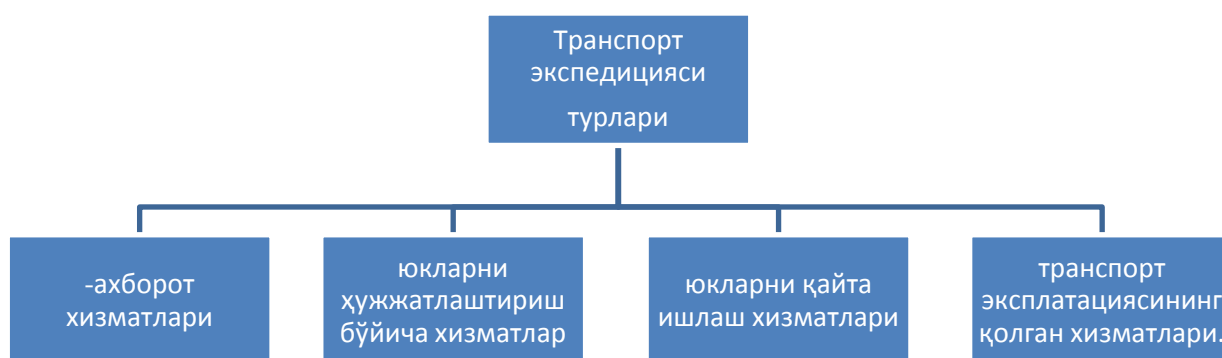 Транспорт
экспедицияси
турлари
-ахборот
хизматлари
юкларни
ҳужжатлаштириш
бўйича хизматлар
юкларни қайта
ишлаш хизматлари
транспорт
эксплатациясининг
қолган хизматлари.